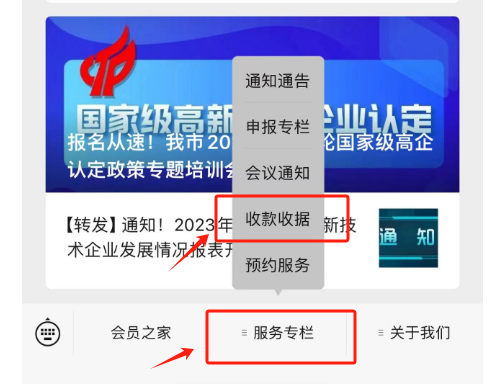 国家级高新 企业认定
报名从速！我市20 轮国家级高企
认定政策专题培训会
通知通告
申报专栏
会议通知
收款收据
预约服务
【转发】通知！2023年 新技
术企业发展情况报表开
通 知
会员之家
服务专栏
关于我们